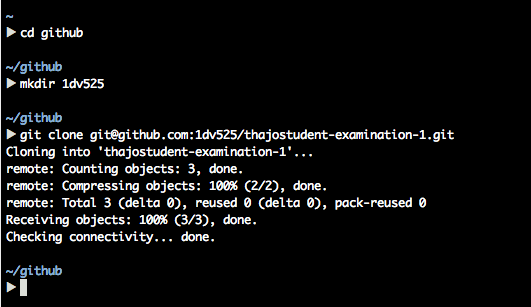 ~
▶ cd github
~/github
▶ mkdir 1dv525
~/github
▶ git clone git@github.com:1dv525/thajostudent-examination-1.git
Cloning into 'thajostudent-examination-1'...
remote: Counting objects: 3, done.
remote: Compressing objects: 100% (2/2), done.
remote: Total 3 (delta 0), reused 0 (delta 0), pack-reused 0
Receiving objects: 100% (3/3), done.
Checking connectivity... done.
~/github
▶